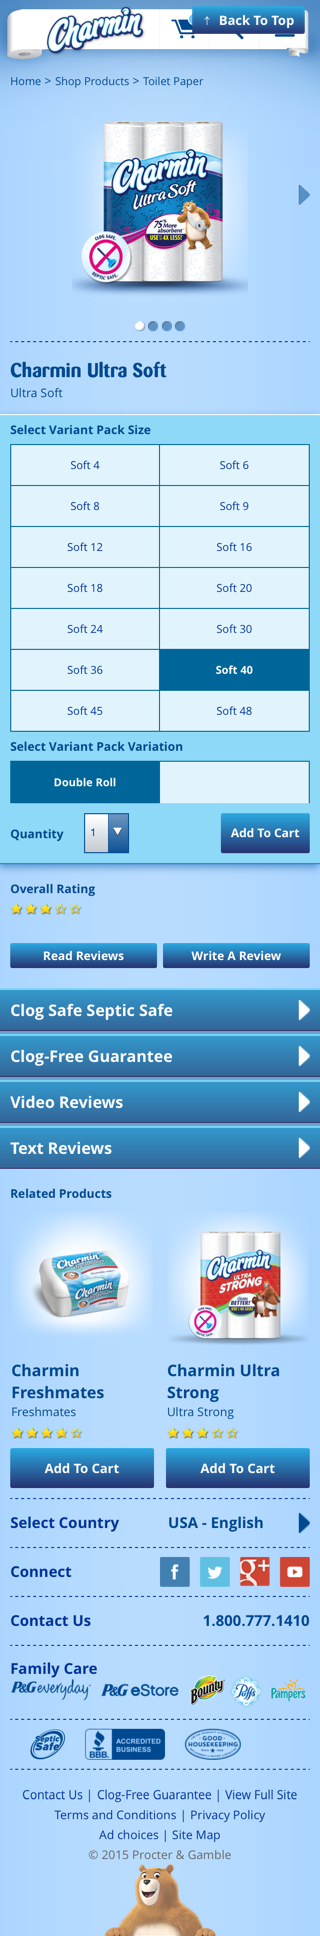 Charmin
↑ Back To Top
Home > Shop Products > Toilet Paper
Charmin
Ultra Soft
75% More
absorbent
USE up to 4X LESS!
CLOG SAFE.
SEPTIC SAFE.
Charmin Ultra Soft
Ultra Soft
Select Variant Pack Size
Soft 4 Soft 6
Soft 8 Soft 9
Soft 12 Soft 16
Soft 18 Soft 20
Soft 24 Soft 30
Soft 36 Soft 40
Soft 45 Soft 48
Select Variant Pack Variation
Double Roll
Quantity 1 Add To Cart
Overall Rating
Read Reviews Write A Review
Clog Safe Septic Safe
Clog-Free Guarantee
Video Reviews
Text Reviews
Related Products
Charmin
Charmin
Charmin
ULTRA
STRONG
Charmin Freshmates
Freshmates
Add To Cart
Charmin Ultra Strong
Ultra Strong
Add To Cart
Select Country USA - English
Connect f g+
Contact Us 1.800.777.1410
Family Care
P&G everyday P&G eStore Bounty Puffs Pampers
Septic Safe
BBB. ACCREDITED BUSINESS
GOOD HOUSEKEEPING
Contact Us | Clog-Free Guarantee | View Full Site
Terms and Conditions | Privacy Policy
Ad choices | Site Map
© 2015 Procter & Gamble